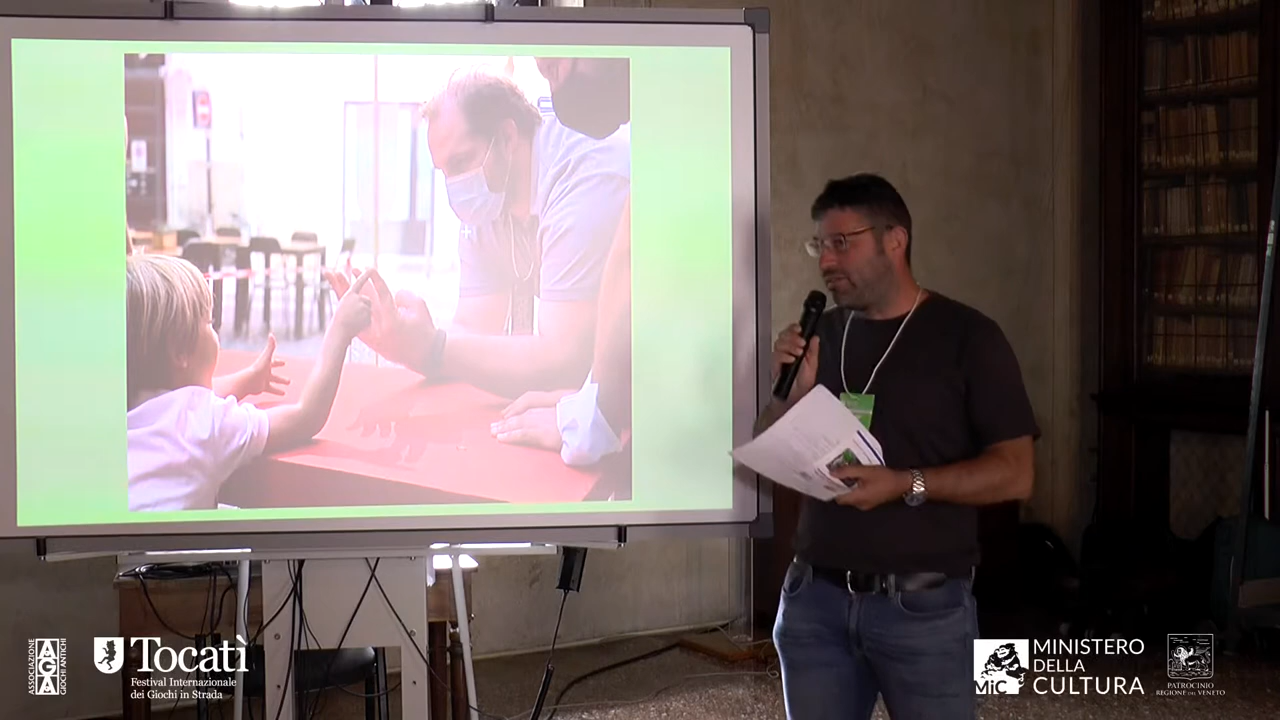 ASSOCIAZIONE
AGA
GIOCHI ANTICHI
Tocatì
Festival Internazionale
dei Giochi in Strada
MiC
MINISTERO
DELLA
CULTURA
PATROCINIO
REGIONE DEL VENETO